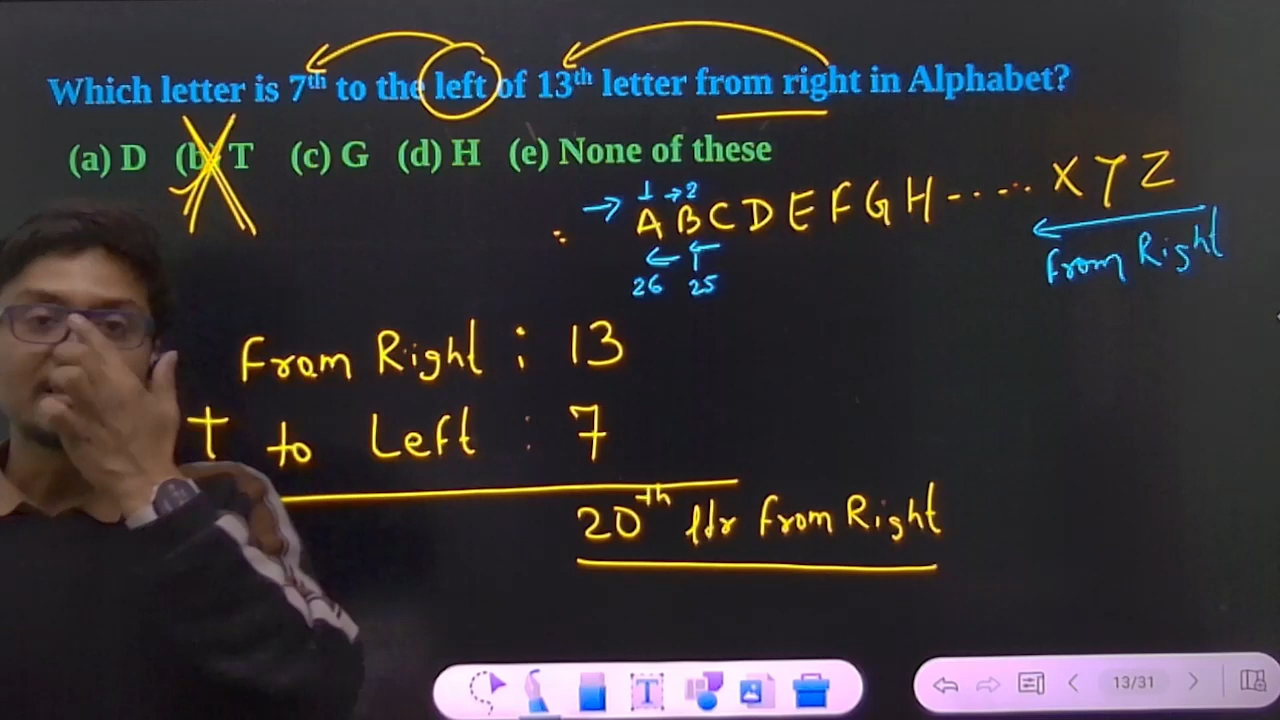 Which letter is 7th to the left of 13th letter from right in Alphabet?
(a) D (b) T (c) G (d) H (e) None of these
1 → 2
→ A B C D E F G H ---- ... X Y Z
← ←
26 25
From Right
From Right : 13
+ to Left : 7
20th ltr from Right
13/31